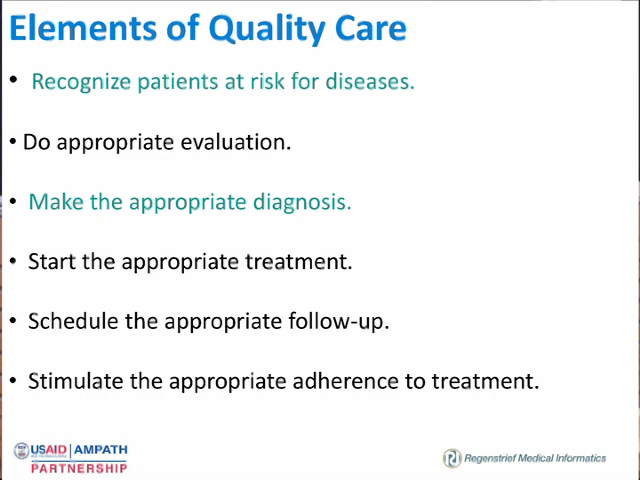 Elements of Quality Care
• Recognize patients at risk for diseases.
• Do appropriate evaluation.
• Make the appropriate diagnosis.
• Start the appropriate treatment.
• Schedule the appropriate follow-up.
• Stimulate the appropriate adherence to treatment.
USAID | AMPATH
PARTNERSHIP
Regenstrief Medical Informatics